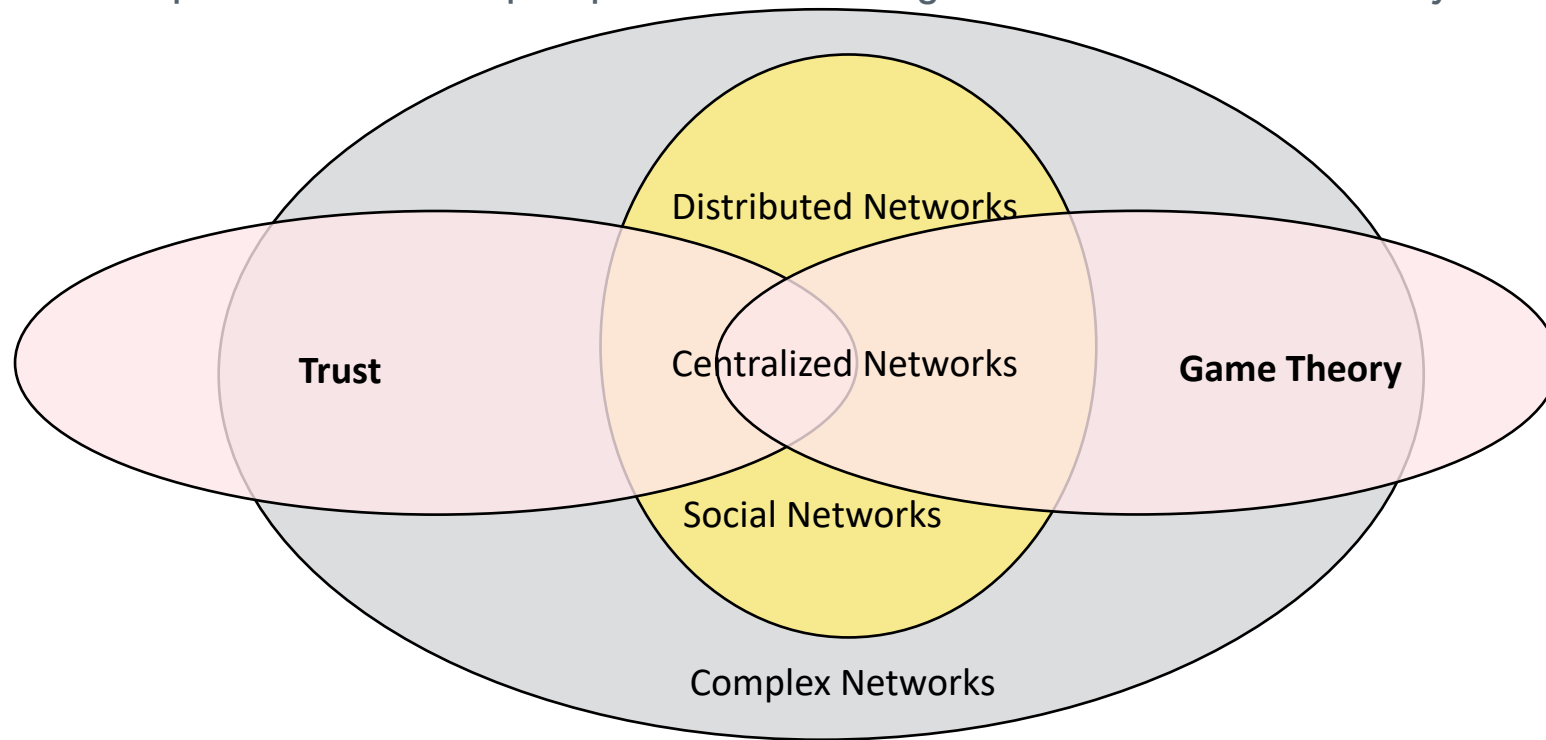 Distributed Networks
Trust
Centralized Networks
Game Theory
Social Networks
Complex Networks